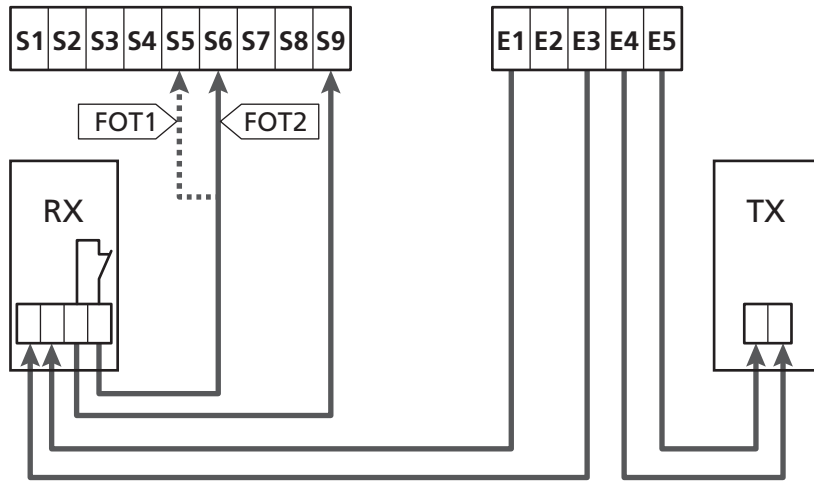 S1 S2 S3 S4 S5 S6 S7 S8 S9
E1 E2 E3 E4 E5
FOT1
FOT2
RX
TX